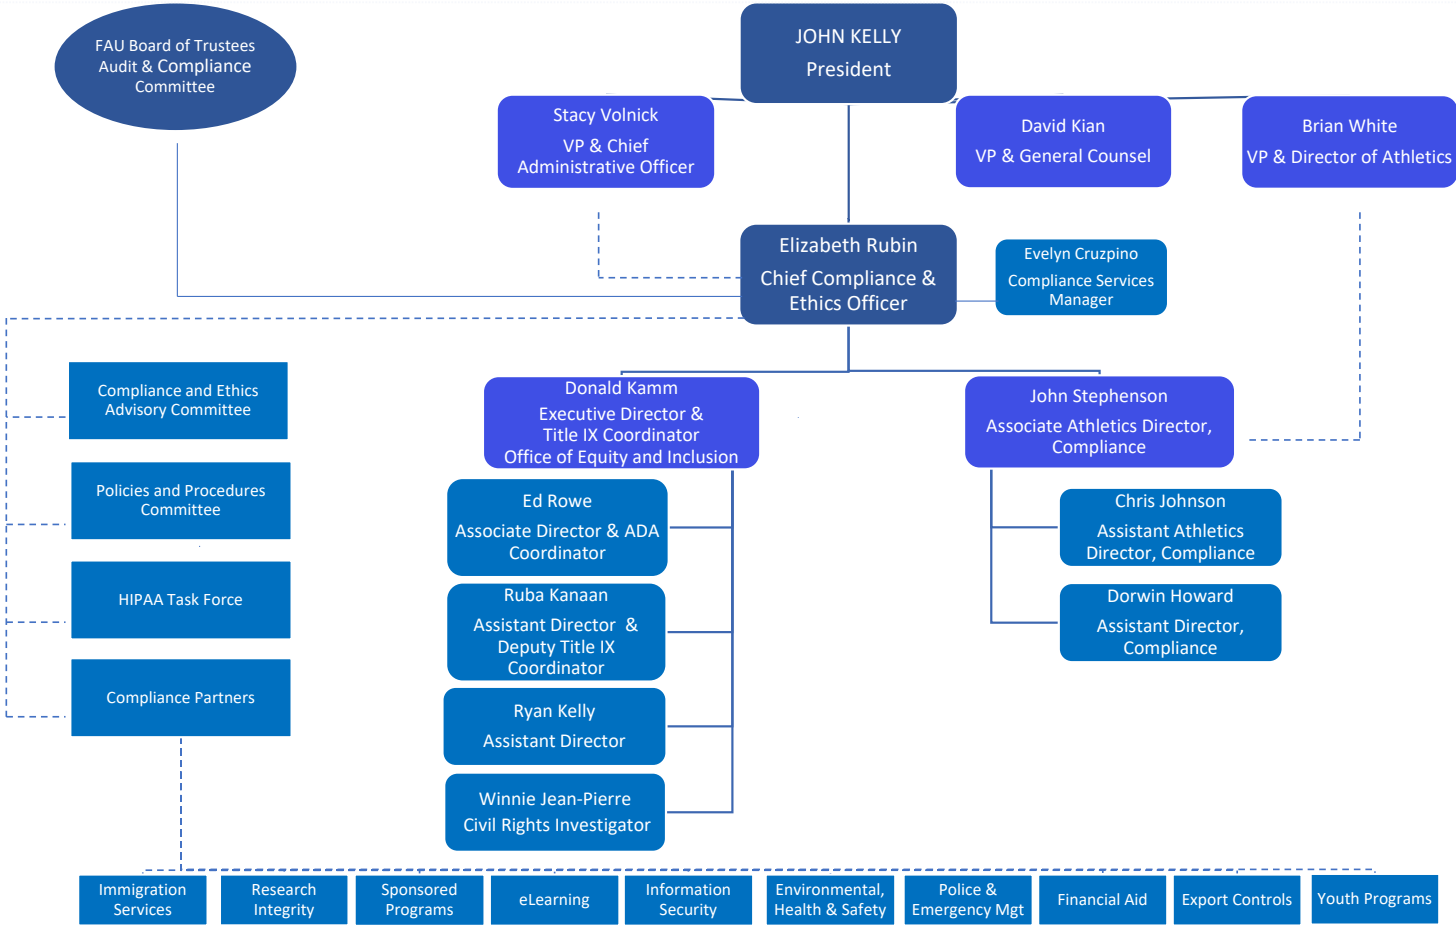 FAU Board of Trustees
Audit & Compliance
Committee
JOHN KELLY
President
Stacy Volnick
VP & Chief
Administrative Officer
David Kian
VP & General Counsel
Brian White
VP & Director of Athletics
Elizabeth Rubin
Chief Compliance &
Ethics Officer
Evelyn Cruzpino
Compliance Services
Manager
Compliance and Ethics
Advisory Committee
Policies and Procedures
Committee
HIPAA Task Force
Compliance Partners
Donald Kamm
Executive Director &
Title IX Coordinator
Office of Equity and Inclusion
Ed Rowe
Associate Director & ADA
Coordinator
Ruba Kanaan
Assistant Director &
Deputy Title IX
Coordinator
Ryan Kelly
Assistant Director
Winnie Jean-Pierre
Civil Rights Investigator
John Stephenson
Associate Athletics Director,
Compliance
Chris Johnson
Assistant Athletics
Director, Compliance
Dorwin Howard
Assistant Director,
Compliance
Immigration
Services
Research
Integrity
Sponsored
Programs
eLearning
Information
Security
Environmental,
Health & Safety
Police &
Emergency Mgt
Financial Aid
Export Controls
Youth Programs